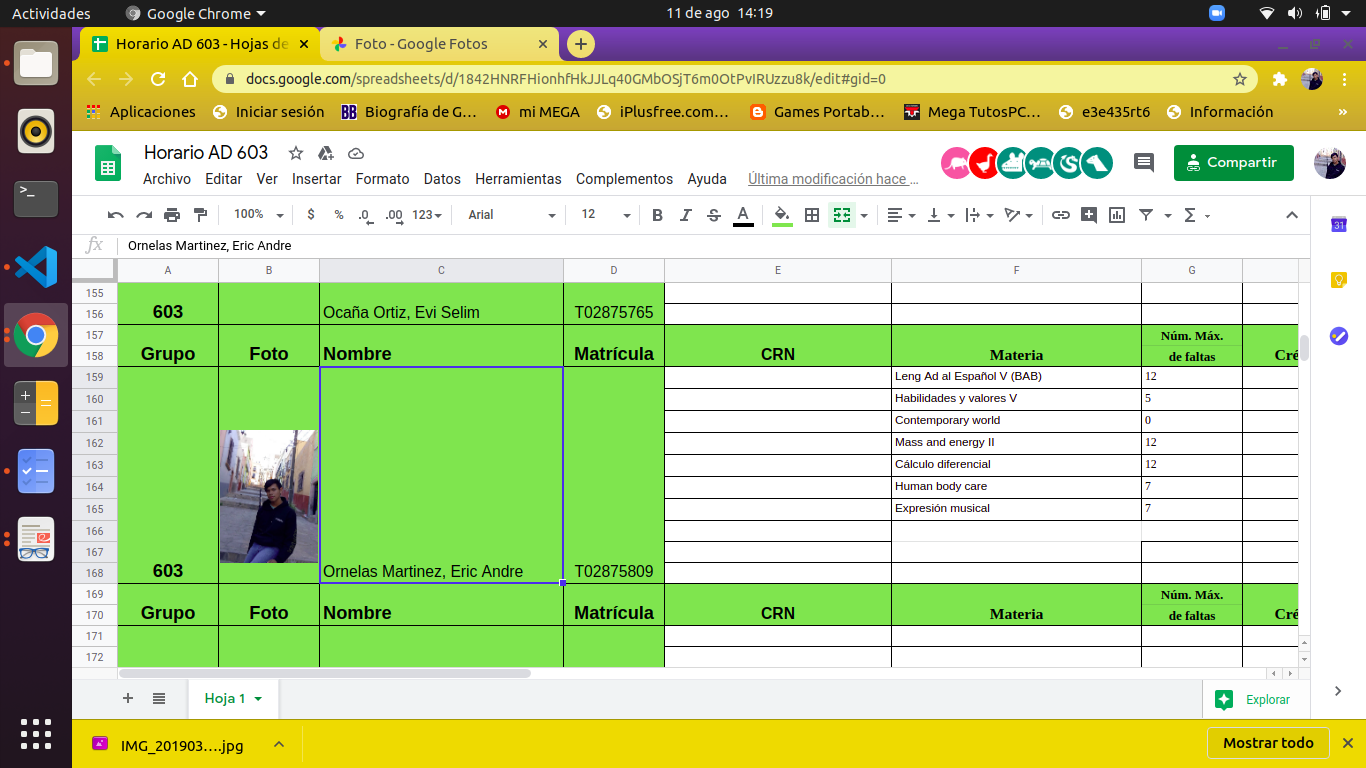 Actividades
Google Chrome
11 de ago 14:19
Horario AD 603 - Hojas de
Foto - Google Fotos
docs.google.com/spreadsheets/d/1842HNRFHionhfHkJJLq40GMbOSjT6m0OtPvIRUzzu8k/edit#gid=0
Aplicaciones
Iniciar sesión
BB Biografía de G...
M mi MEGA
iPlusfree.com...
Games Portab...
Mega TutosPC...
e3e435rt6
Información
»
Horario AD 603
Compartir
Archivo Editar Ver Insertar Formato Datos Herramientas Complementos Ayuda Última modificación hace ...
100% $ % .0 .00 123 Arial 12 B I S A Σ
31
fx Ornelas Martinez, Eric Andre
A B C D E F G
155
156 603 Ocaña Ortiz, Evi Selim T02875765
157 Núm. Máx.
158 Grupo Foto Nombre Matrícula CRN Materia de faltas Cré
159 Leng Ad al Español V (BAB) 12
160 Habilidades y valores V 5
161 Contemporary world 0
162 Mass and energy II 12
163 Cálculo diferencial 12
164 Human body care 7
165 Expresión musical 7
166
167
168 603 Ornelas Martinez, Eric Andre T02875809
169 Núm. Máx.
170 Grupo Foto Nombre Matrícula CRN Materia de faltas Cré
171
172
Hoja 1
Explorar
IMG_201903....jpg
Mostrar todo